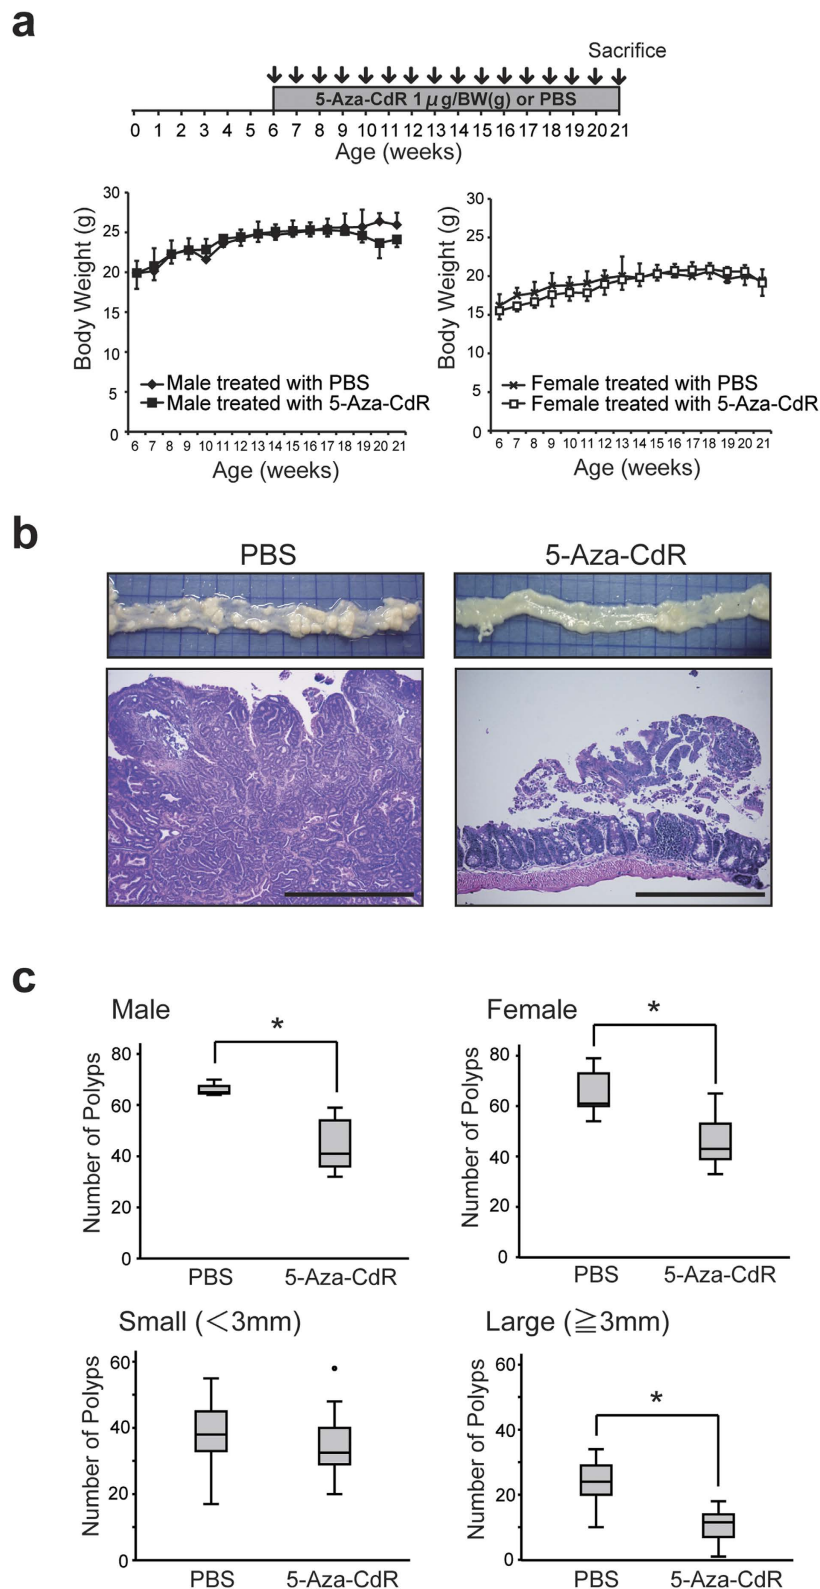 a
Sacrifice
5-Aza-CdR 1μg/BW(g) or PBS
0 1 2 3 4 5 6 7 8 9 10 11 12 13 14 15 16 17 18 19 20 21
Age (weeks)
Body Weight (g)
30
25
20
15
10
5
0
Male treated with PBS
Male treated with 5-Aza-CdR
6 7 8 9 10 11 12 13 14 15 16 17 18 19 20 21
Age (weeks)
Body Weight (g)
30
25
20
15
10
5
0
Female treated with PBS
Female treated with 5-Aza-CdR
6 7 8 9 10 11 12 13 14 15 16 17 18 19 20 21
Age (weeks)
b
PBS
5-Aza-CdR
c
Male
*
Number of Polyps
80
60
40
20
0
PBS 5-Aza-CdR
Female
*
Number of Polyps
80
60
40
20
0
PBS 5-Aza-CdR
Small (<3mm)
Number of Polyps
60
40
20
0
PBS 5-Aza-CdR
Large (≧3mm)
*
Number of Polyps
60
40
20
0
PBS 5-Aza-CdR